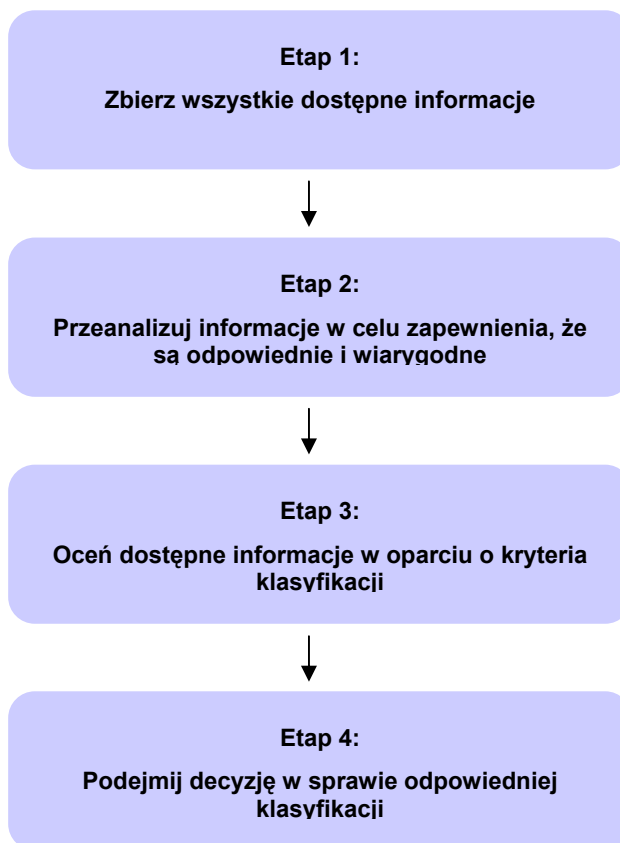 Etap 1:
Zbierz wszystkie dostępne informacje
Etap 2:
Przeanalizuj informacje w celu zapewnienia, że
są odpowiednie i wiarygodne
Etap 3:
Oceń dostępne informacje w oparciu o kryteria
klasyfikacji
Etap 4:
Podejmij decyzję w sprawie odpowiedniej
klasyfikacji